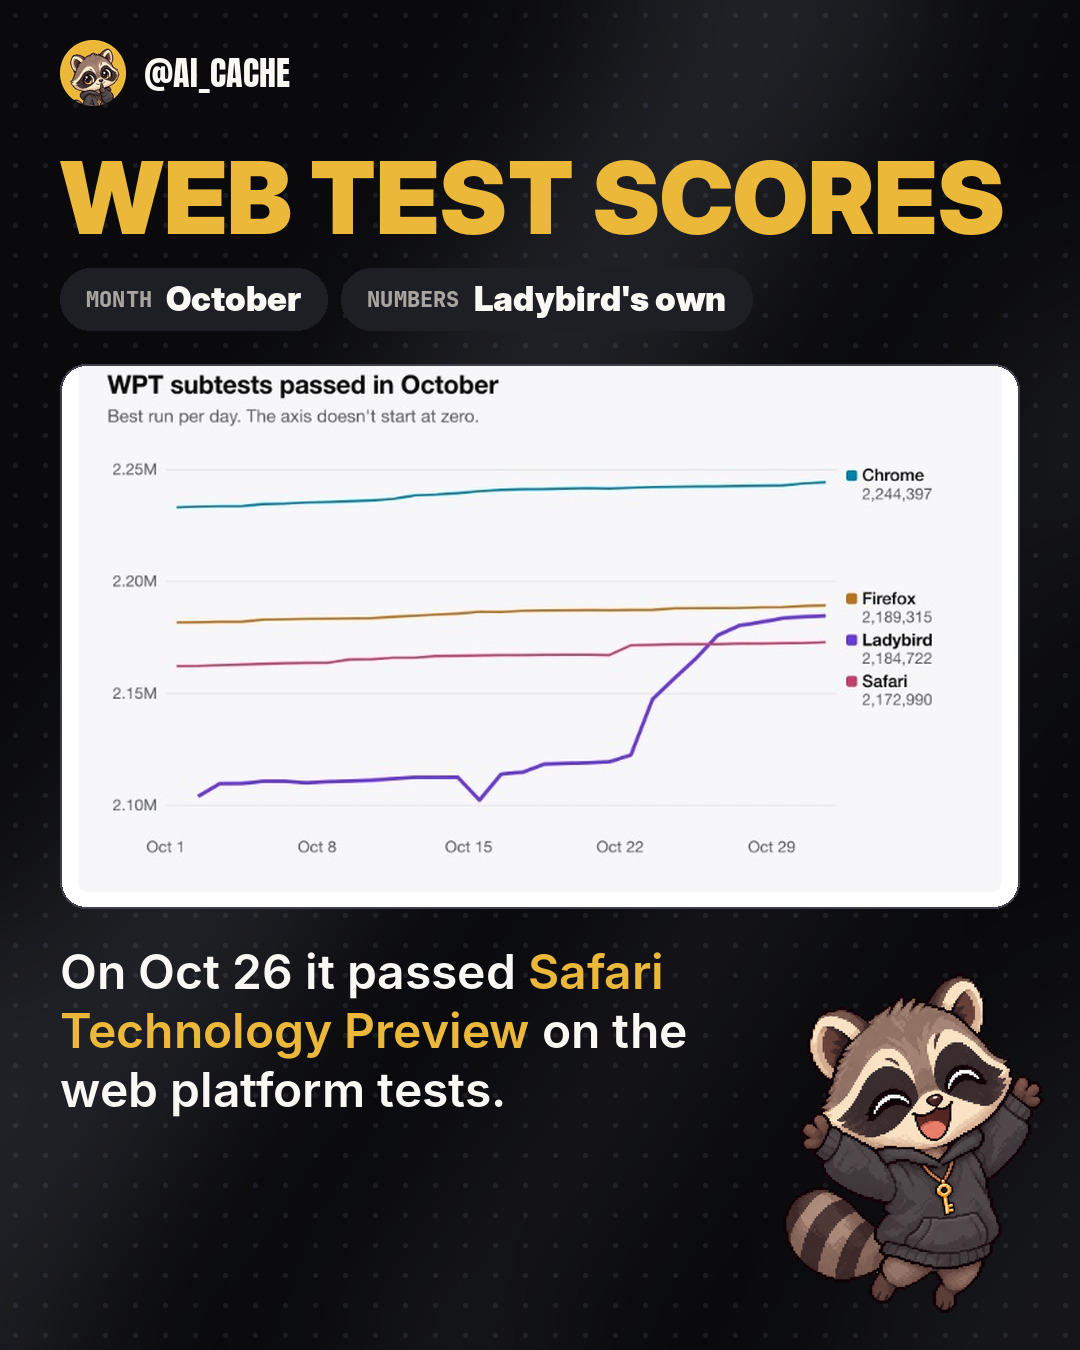 @AI_CACHE
WEB TEST SCORES
MONTH October
NUMBERS Ladybird's own
WPT subtests passed in October
Best run per day. The axis doesn't start at zero.
2.25M
2.20M
2.15M
2.10M
Chrome
2,244,397
Firefox
2,189,315
Ladybird
2,184,722
Safari
2,172,990
Oct 1
Oct 8
Oct 15
Oct 22
Oct 29
On Oct 26 it passed Safari
Technology Preview on the
web platform tests.